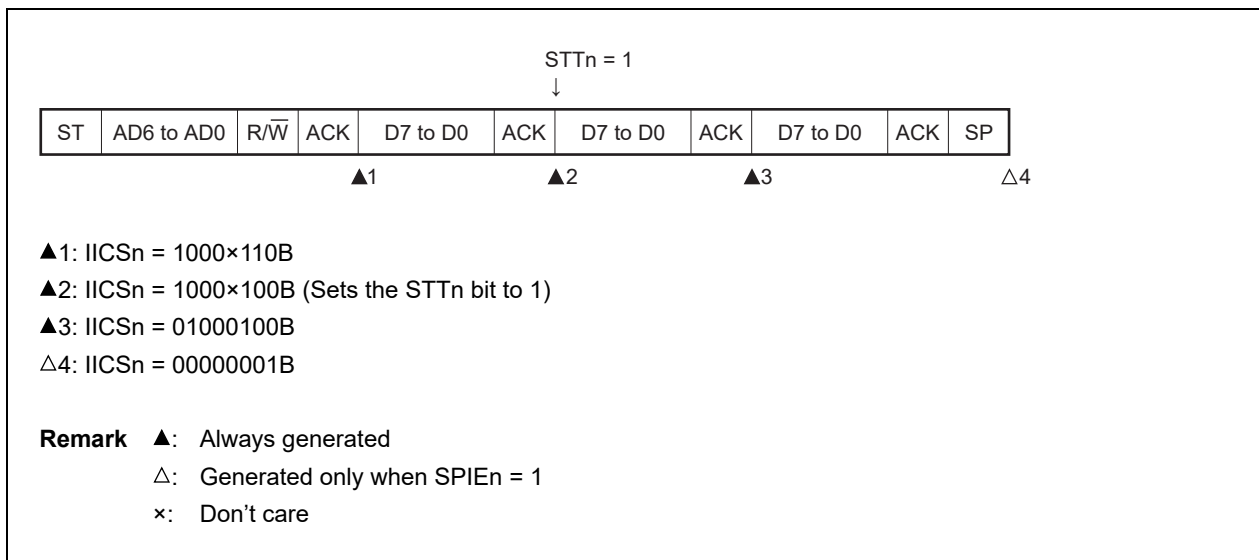 STTn = 1
↓
ST AD6 to AD0 R/W̅ ACK D7 to D0 ACK D7 to D0 ACK D7 to D0 ACK SP
▲1 ▲2 ▲3 △4
▲1: IICSn = 1000×110B
▲2: IICSn = 1000×100B (Sets the STTn bit to 1)
▲3: IICSn = 01000100B
△4: IICSn = 00000001B
Remark ▲: Always generated
△: Generated only when SPIEn = 1
×: Don’t care